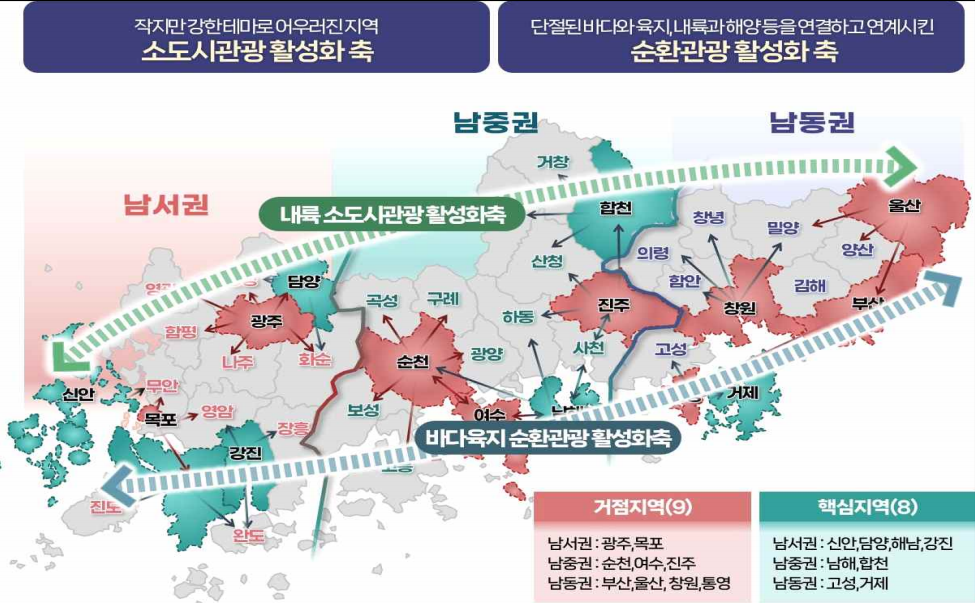 작지만 강한 테마로 어우러진 지역
소도시관광 활성화 축
단절된 바다와 육지, 내륙과 해양 등을 연결하고 연계시킨
순환관광 활성화 축
남중권
남동권
남서권
거창
내륙 소도시관광 활성화축
합천
울산
창녕
밀양
의령
양산
산청
담양
함안
김해
곡성
구례
진주
창원
부산
광주
하동
함평
나주
화순
순천
광양
사천
고성
신안
무안
목포
영암
보성
여수
거제
장흥
강진
바다·육지 순환관광 활성화축
진도
완도
거점지역(9)
남서권 : 광주,목포
남중권 : 순천,여수,진주
남동권 : 부산,울산, 창원,통영
핵심지역(8)
남서권 : 신안,담양,해남,강진
남중권 : 남해,합천
남동권 : 고성,거제